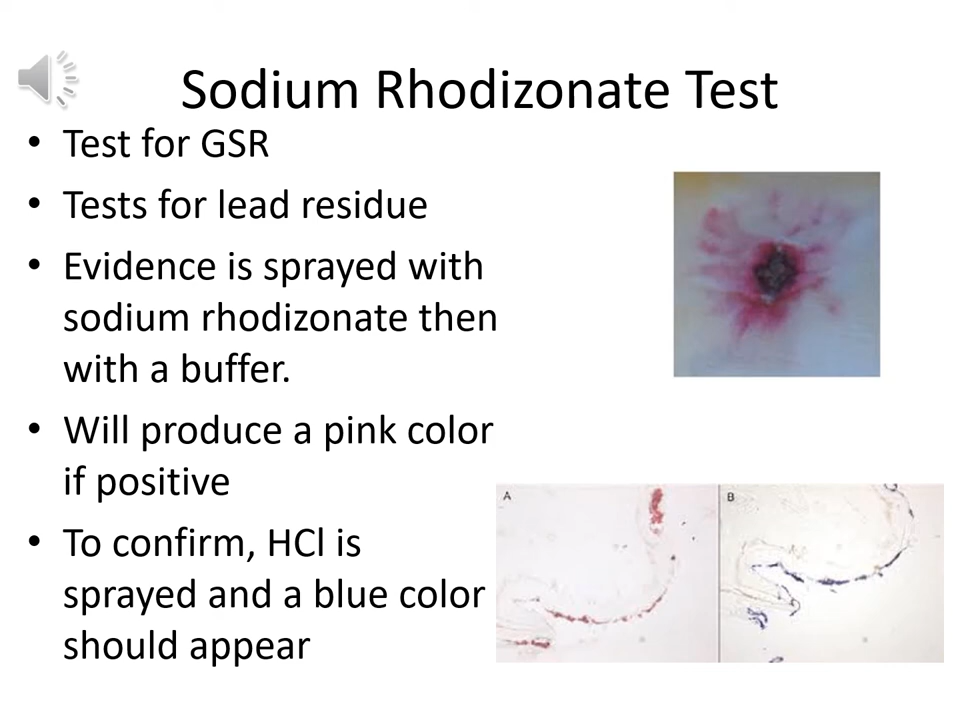 Sodium Rhodizonate Test
• Test for GSR
• Tests for lead residue
• Evidence is sprayed with
sodium rhodizonate then
with a buffer.
• Will produce a pink color
if positive
• To confirm, HCl is
sprayed and a blue color
should appear
A
B